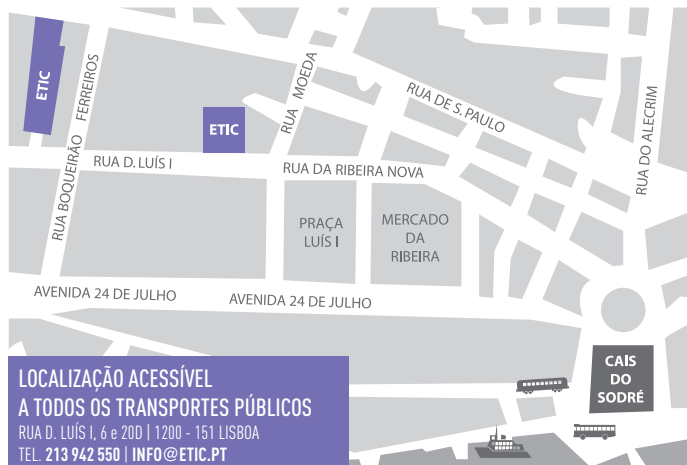 ETIC
RUA BOQUEIRÃO FERREIROS
ETIC
RUA MOEDA
RUA DE S. PAULO
RUA DO ALECRIM
RUA D. LUÍS I
RUA DA RIBEIRA NOVA
PRAÇA
LUÍS I
MERCADO
DA
RIBEIRA
AVENIDA 24 DE JULHO
AVENIDA 24 DE JULHO
CAIS
DO
SODRÉ
LOCALIZAÇÃO ACESSÍVEL
A TODOS OS TRANSPORTES PÚBLICOS
RUA D. LUÍS I, 6 e 20D | 1200 - 151 LISBOA
TEL. 213 942 550 | INFO@ETIC.PT